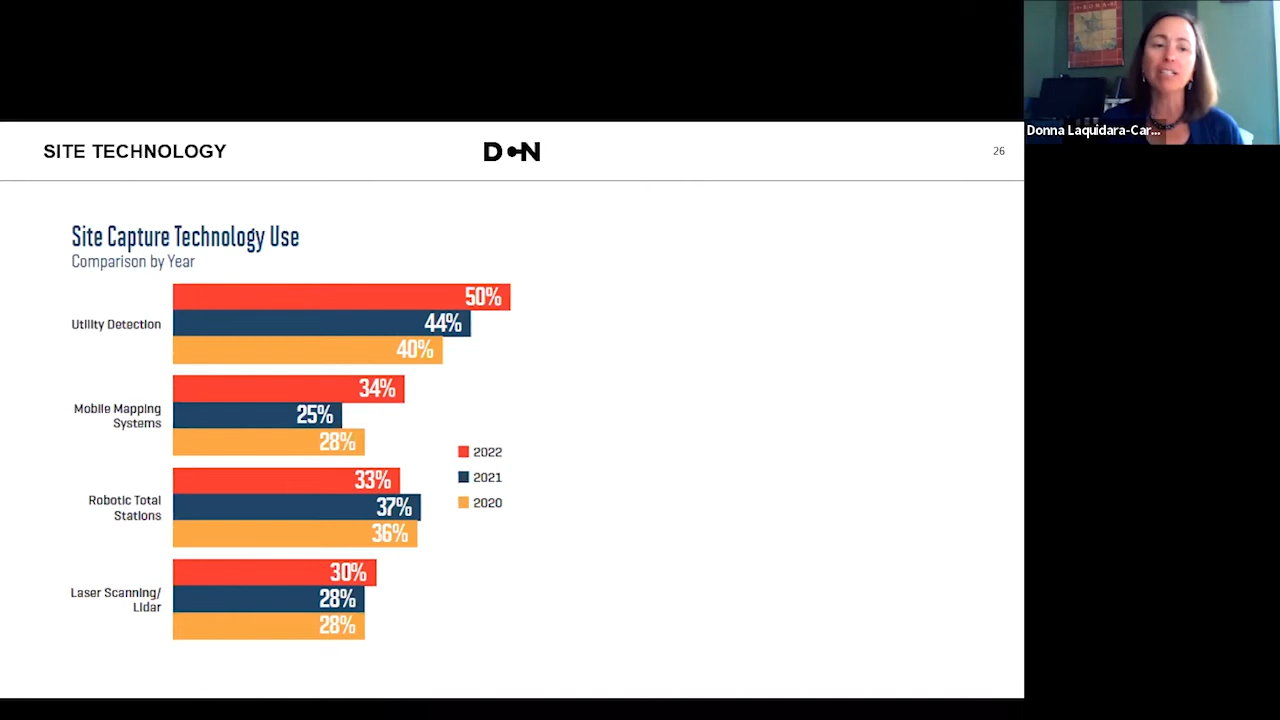 Donna Laquidara-Car...
SITE TECHNOLOGY
D N
26
Site Capture Technology Use
Comparison by Year
50%
Utility Detection
44%
40%
34%
Mobile Mapping
Systems
25%
28%
2022
2021
2020
33%
Robotic Total
Stations
37%
36%
30%
Laser Scanning/
Lidar
28%
28%